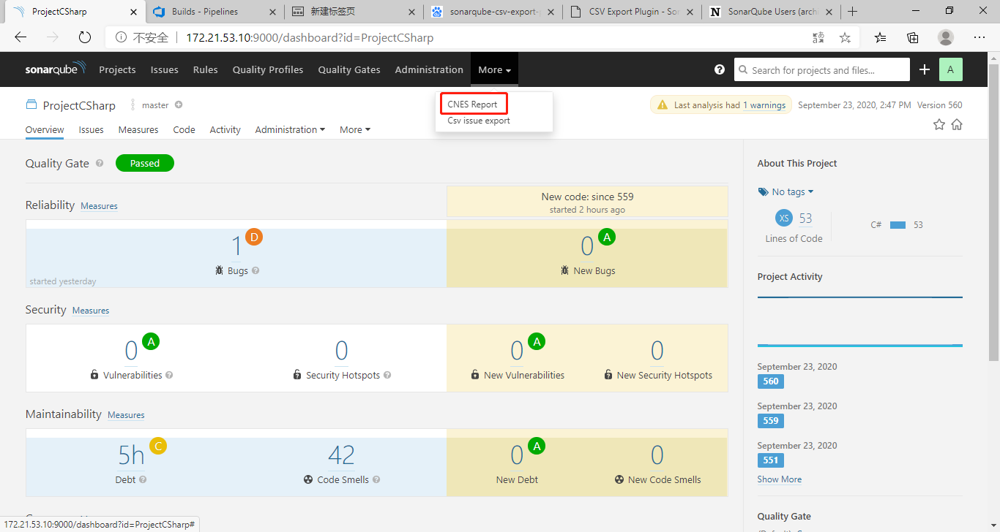 ProjectCSharp
Builds - Pipelines
新建标签页
sonarqube-csv-export-p
CSV Export Plugin - Son
SonarQube Users (archi
不安全 172.21.53.10:9000/dashboard?id=ProjectCSharp
sonarqube Projects Issues Rules Quality Profiles Quality Gates Administration More Search for projects and files... A
CNES Report
Csv issue export
ProjectCSharp master
Last analysis had 1 warnings September 23, 2020, 2:47 PM Version 560
Overview Issues Measures Code Activity Administration More
Quality Gate Passed
Reliability Measures
New code: since 559
started 2 hours ago
1 D
Bugs
started yesterday
0 A
New Bugs
Security Measures
0 A
Vulnerabilities
0
Security Hotspots
0 A
New Vulnerabilities
0
New Security Hotspots
Maintainability Measures
5h C
Debt
42
Code Smells
0 A
New Debt
0
New Code Smells
About This Project
No tags
XS 53
Lines of Code
C# 53
Project Activity
September 23, 2020
560
September 23, 2020
559
September 23, 2020
551
Show More
Quality Gate
172.21.53.10:9000/dashboard?id=ProjectCSharp#